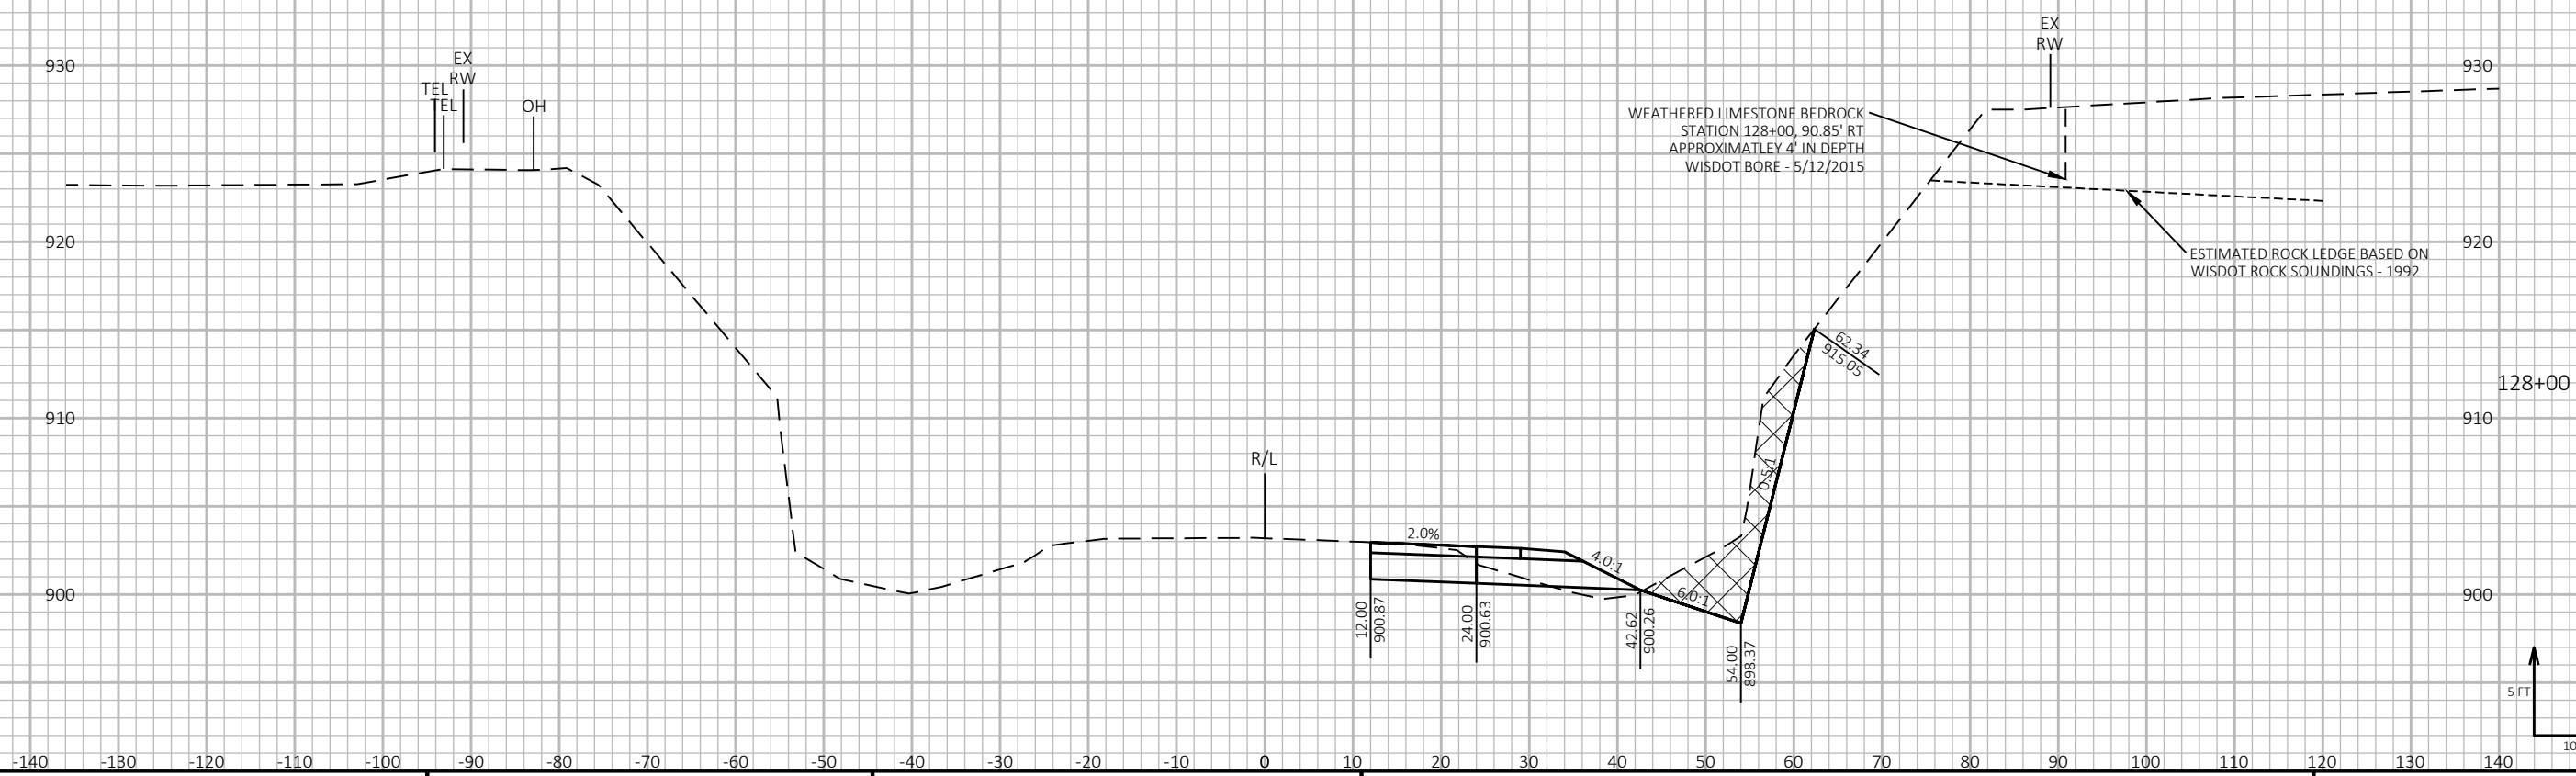 EX
RW
930
EX
RW
930
TEL
TEL
OH
WEATHERED LIMESTONE BEDROCK
STATION 128+00, 90.85' RT
APPROXIMATLEY 4' IN DEPTH
WISDOT BORE - 5/12/2015
920
920
ESTIMATED ROCK LEDGE BASED ON
WISDOT ROCK SOUNDINGS - 1992
62.34
915.05
128+00
910
910
R/L
0.5:1
2.0%
4.0:1
6.0:1
900
900
12.00
900.87
24.00
900.63
42.62
900.26
54.00
898.37
5 FT
10
-140 -130 -120 -110 -100 -90 -80 -70 -60 -50 -40 -30 -20 -10 0 10 20 30 40 50 60 70 80 90 100 110 120 130 140